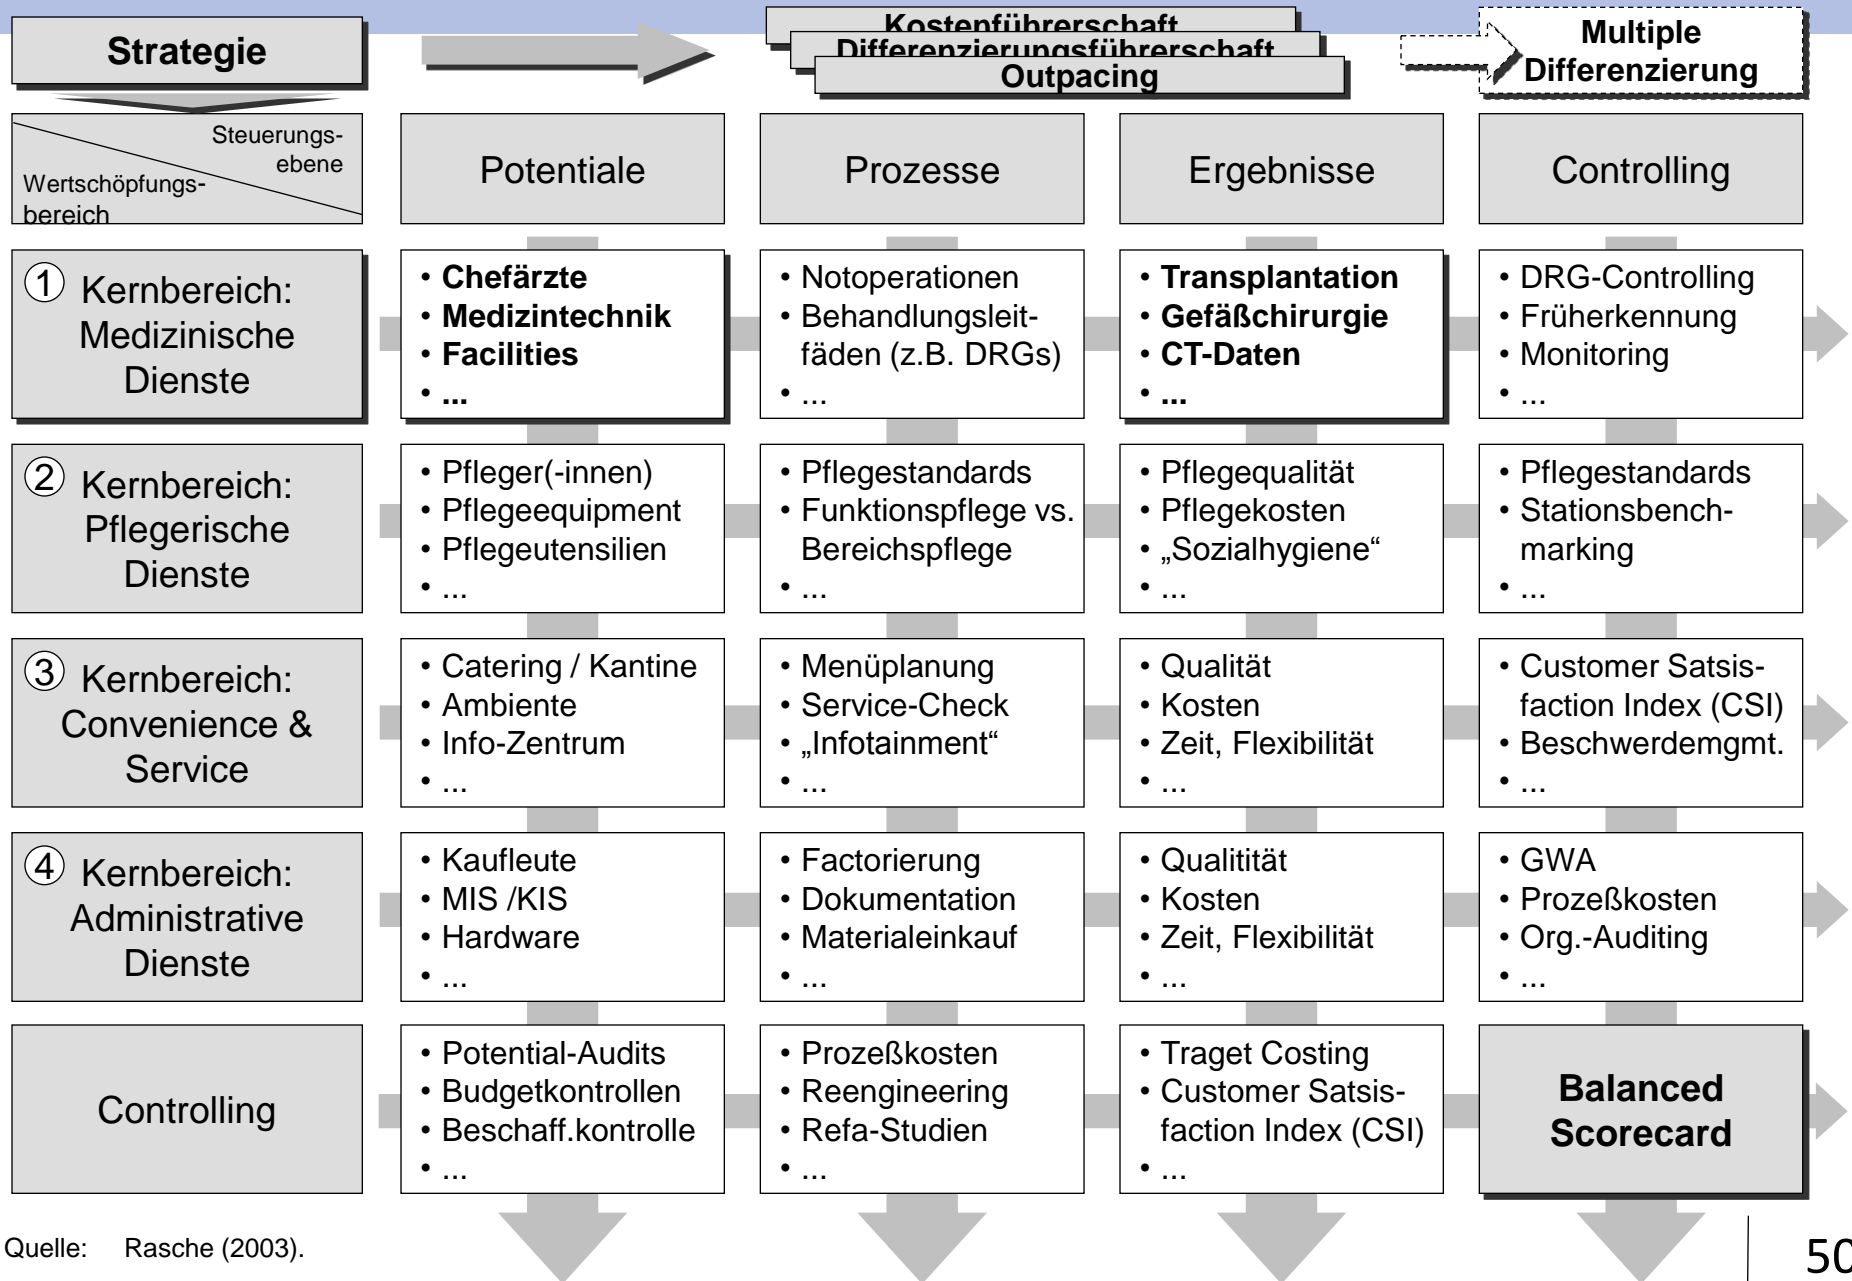 Strategie
Kostenführerschaft
Differenzierungsführerschaft
Outpacing
Multiple
Differenzierung
Steuerungs-
ebene
Wertschöpfungs-
bereich
Potentiale
Prozesse
Ergebnisse
Controlling
1 Kernbereich:
Medizinische
Dienste
• Chefärzte
• Medizintechnik
• Facilities
• ...
• Notoperationen
• Behandlungsleit-
fäden (z.B. DRGs)
• ...
• Transplantation
• Gefäßchirurgie
• CT-Daten
• ...
• DRG-Controlling
• Früherkennung
• Monitoring
• ...
2 Kernbereich:
Pflegerische
Dienste
• Pfleger(-innen)
• Pflegeequipment
• Pflegeutensilien
• ...
• Pflegestandards
• Funktionspflege vs.
Bereichspflege
• ...
• Pflegequalität
• Pflegekosten
• „Sozialhygiene“
• ...
• Pflegestandards
• Stationsbench-
marking
• ...
3 Kernbereich:
Convenience &
Service
• Catering / Kantine
• Ambiente
• Info-Zentrum
• ...
• Menüplanung
• Service-Check
• „Infotainment“
• ...
• Qualität
• Kosten
• Zeit, Flexibilität
• ...
• Customer Satsis-
faction Index (CSI)
• Beschwerdemgmt.
• ...
4 Kernbereich:
Administrative
Dienste
• Kaufleute
• MIS /KIS
• Hardware
• ...
• Factorierung
• Dokumentation
• Materialeinkauf
• ...
• Qualitität
• Kosten
• Zeit, Flexibilität
• ...
• GWA
• Prozeßkosten
• Org.-Auditing
• ...
Controlling
• Potential-Audits
• Budgetkontrollen
• Beschaff.kontrolle
• ...
• Prozeßkosten
• Reengineering
• Refa-Studien
• ...
• Traget Costing
• Customer Satsis-
faction Index (CSI)
• ...
Balanced
Scorecard
Quelle: Rasche (2003).
50